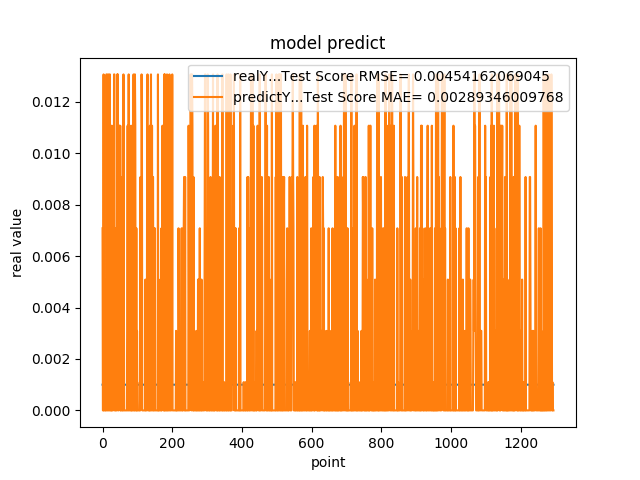 model predict
realY...Test Score RMSE= 0.00454162069045
predictY...Test Score MAE= 0.00289346009768
0.012
0.010
0.008
0.006
0.004
0.002
0.000
real value
0 200 400 600 800 1000 1200
point